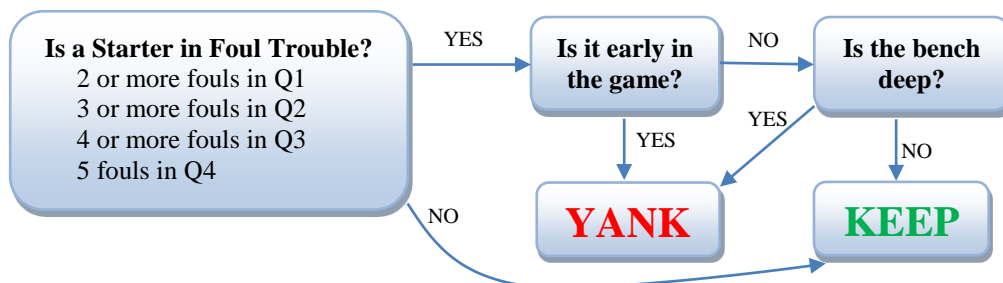 Is a Starter in Foul Trouble?
2 or more fouls in Q1
3 or more fouls in Q2
4 or more fouls in Q3
5 fouls in Q4
YES
Is it early in
the game?
NO
Is the bench
deep?
YES
YES
NO
NO
YANK
KEEP